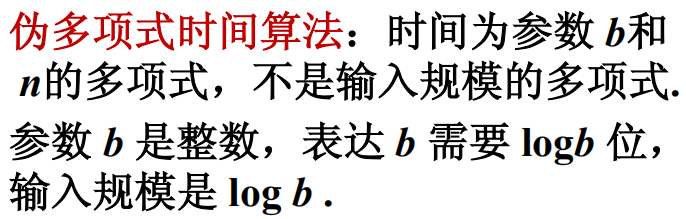 伪多项式时间算法：时间为参数 b和
n的多项式，不是输入规模的多项式.
参数 b 是整数，表达 b 需要 logb 位，
输入规模是 log b .